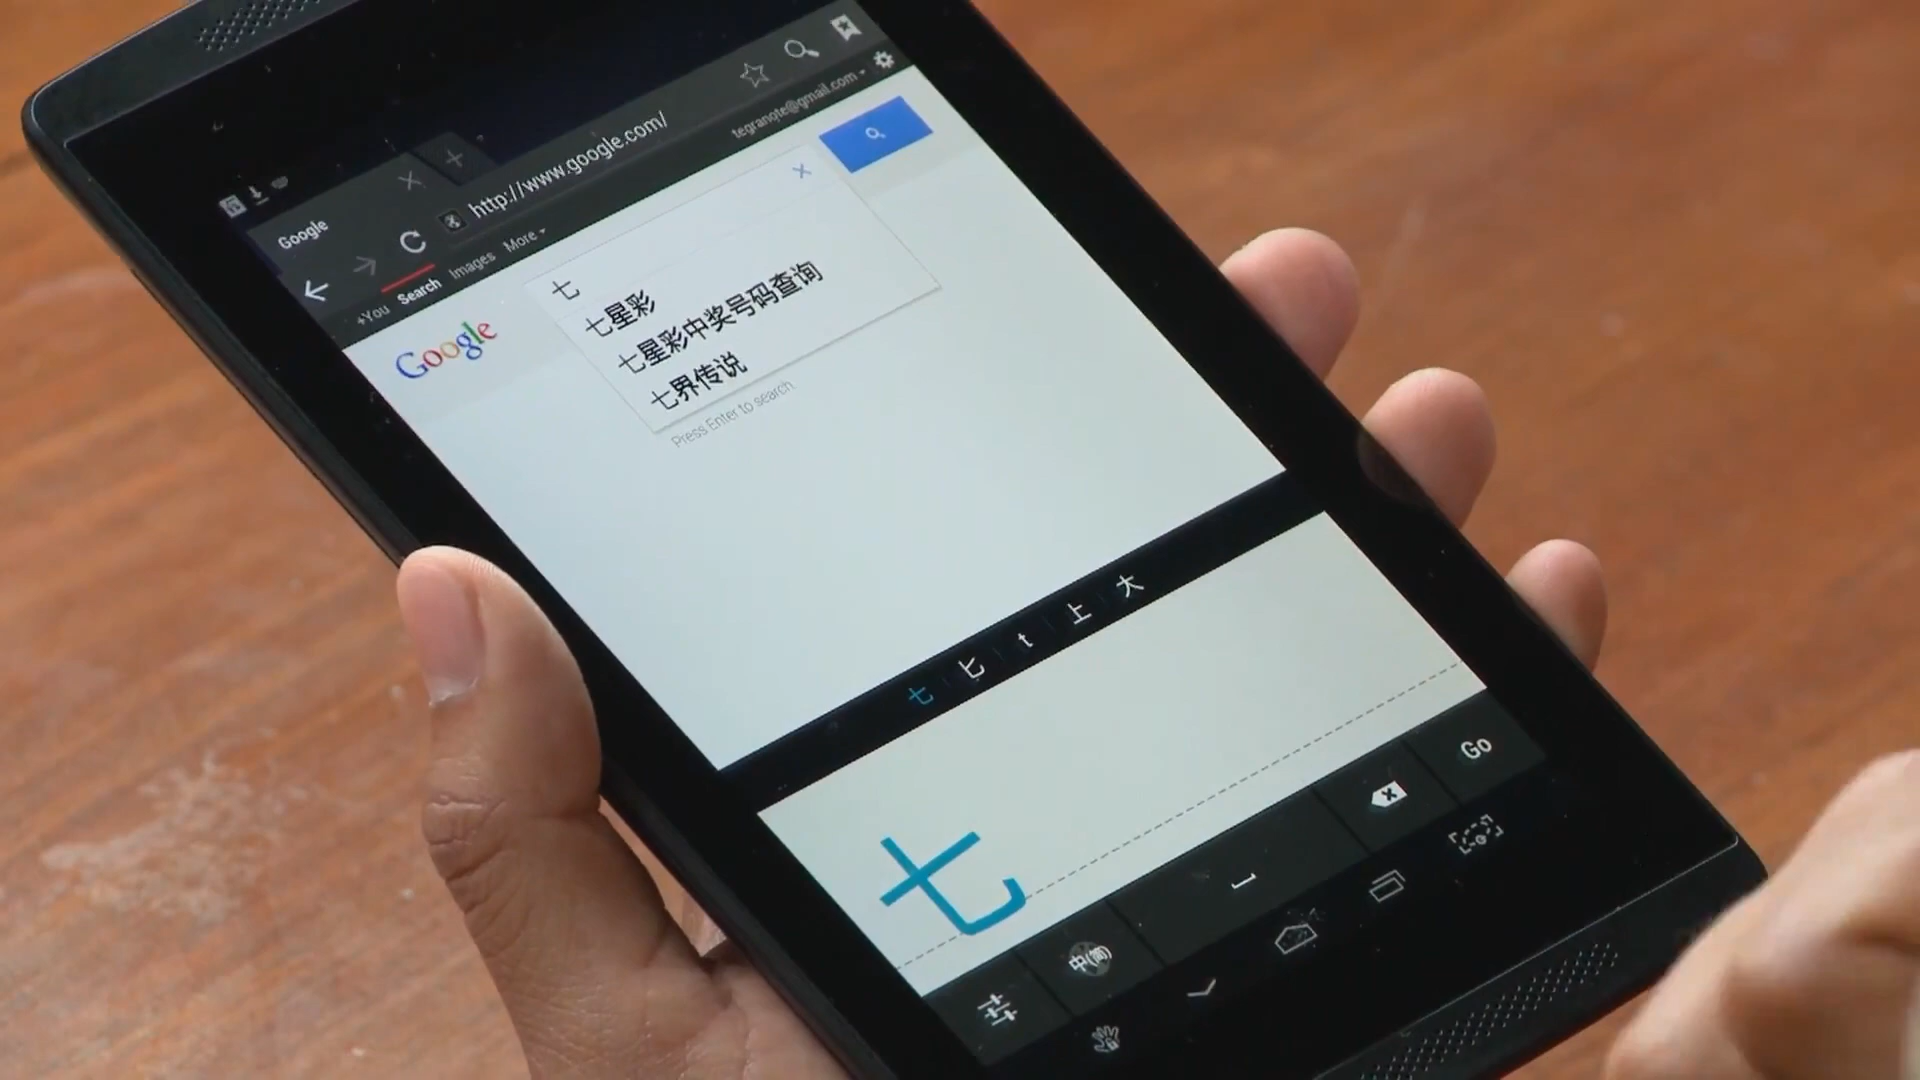 Google
http://www.google.com/
+You Search Images More
tegranote@gmail.com
Google
七
七星彩
七星彩中奖号码查询
七界传说
Press Enter to search.
七 匕 t 上 大
七
中(简)
Go